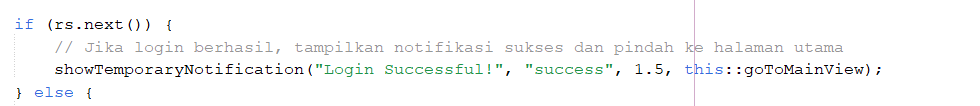 if (rs.next()) {
    // Jika login berhasil, tampilkan notifikasi sukses dan pindah ke halaman utama
    showTemporaryNotification("Login Successful!", "success", 1.5, this::goToMainView);
} else {